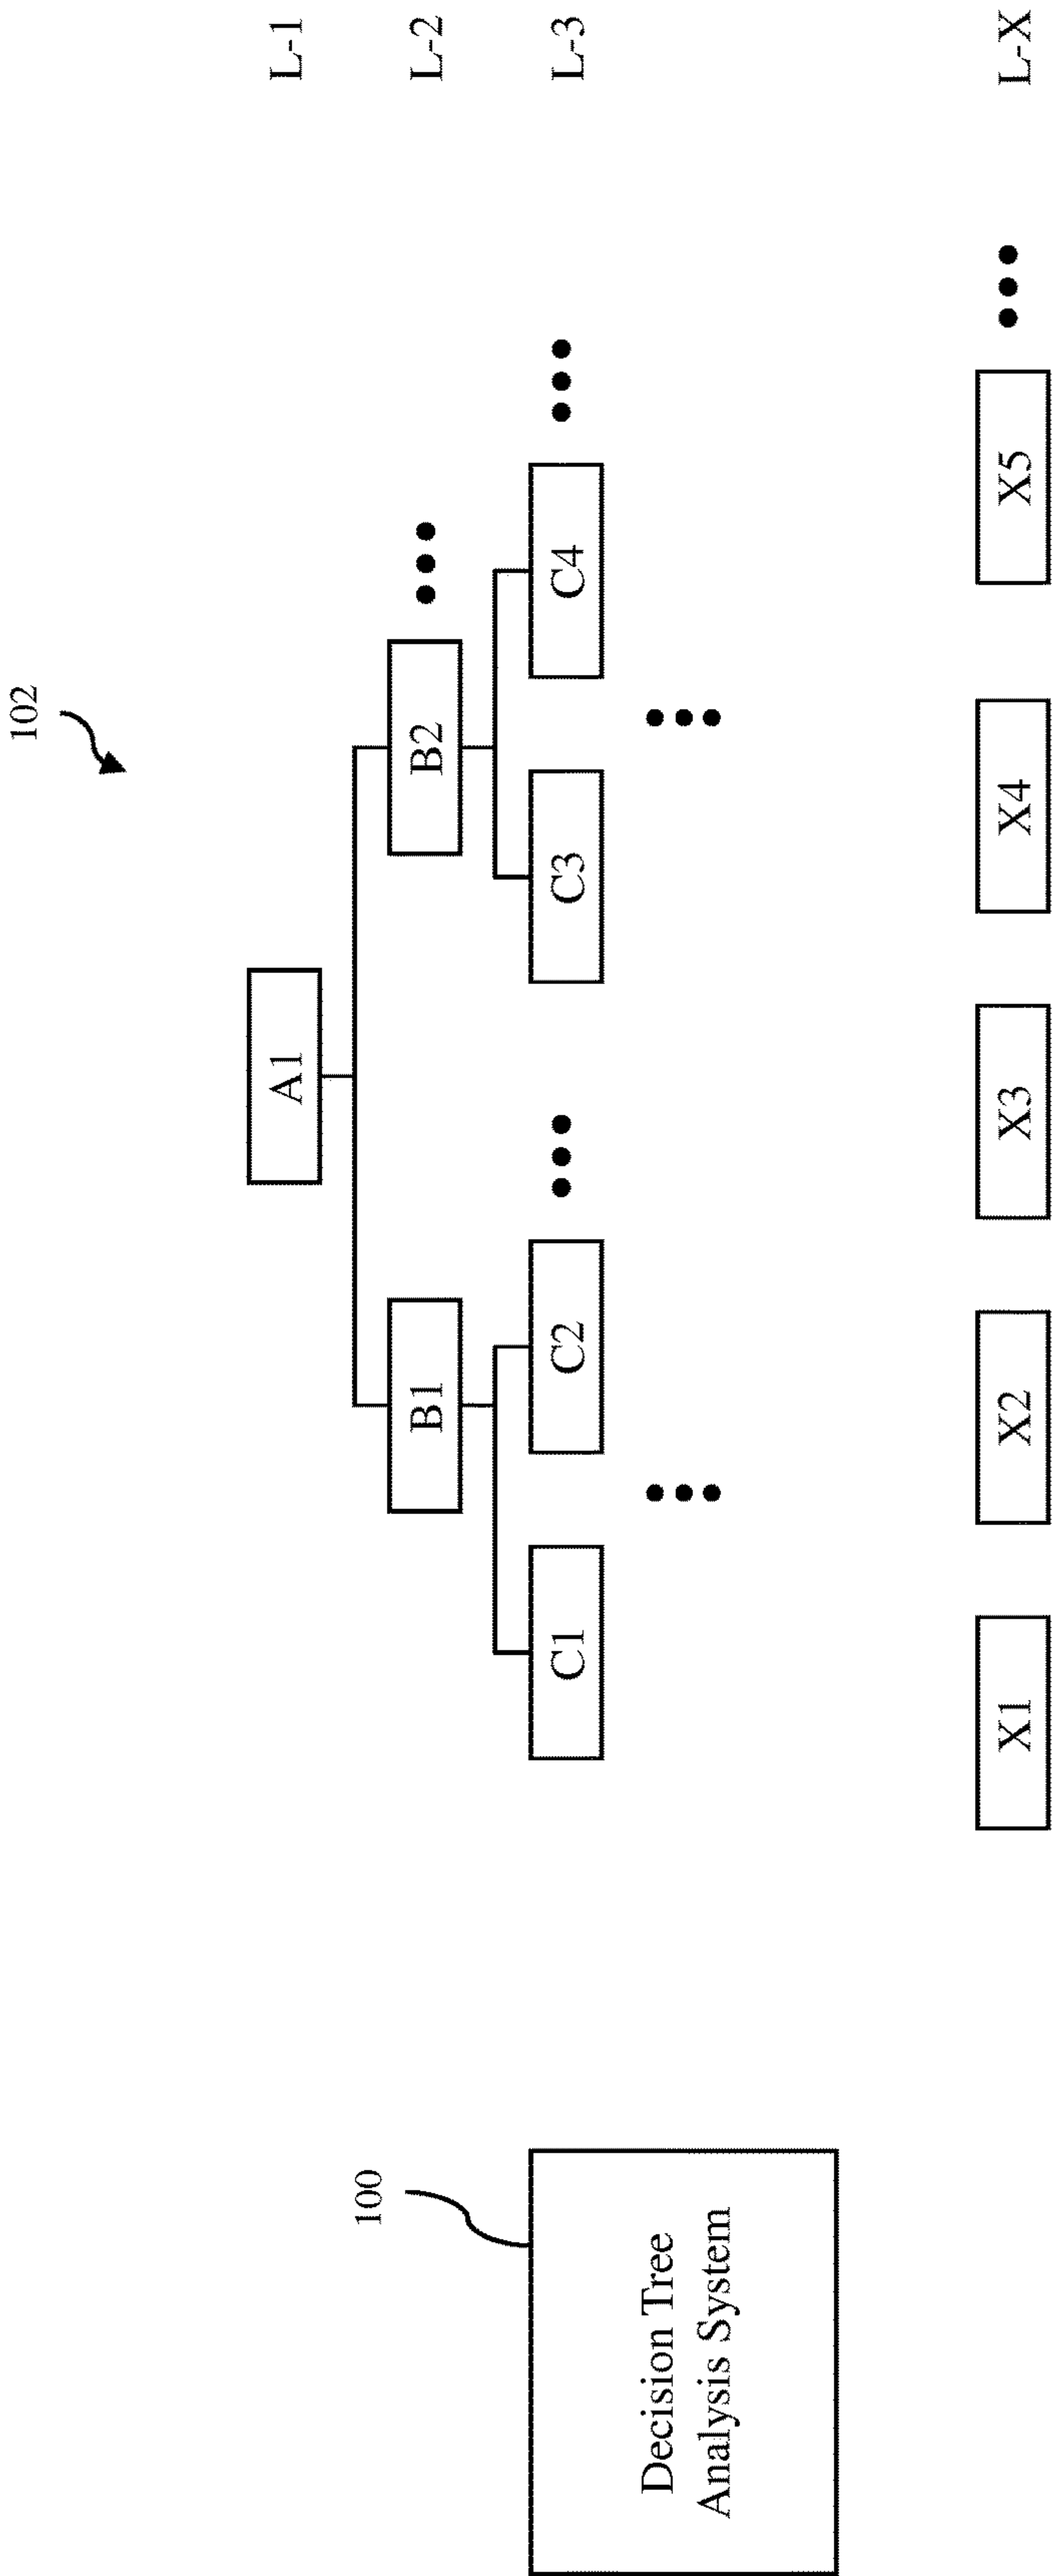 102
A1
L-1
B1
B2
L-2
100
C1
C2
C3
C4
L-3
Decision Tree
Analysis System
X1
X2
X3
X4
X5
L-X